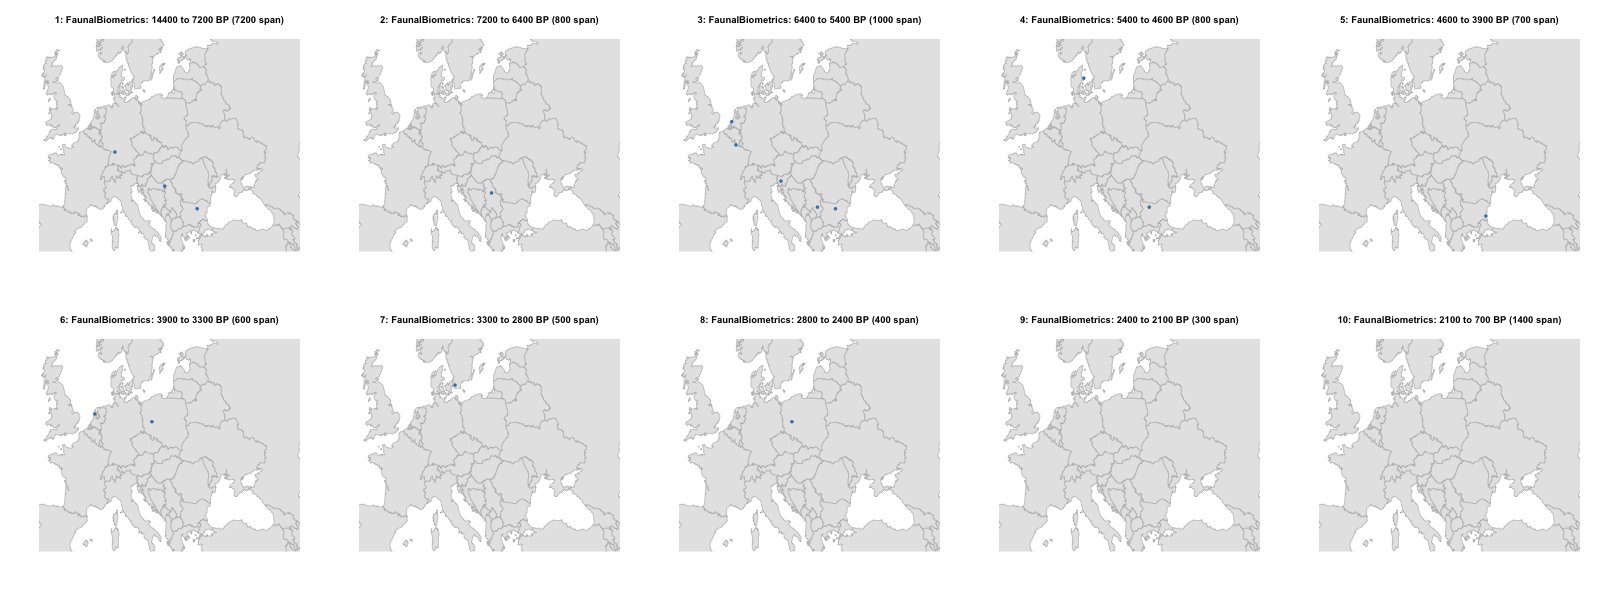 1: FaunalBiometrics: 14400 to 7200 BP (7200 span)
2: FaunalBiometrics: 7200 to 6400 BP (800 span)
3: FaunalBiometrics: 6400 to 5400 BP (1000 span)
4: FaunalBiometrics: 5400 to 4600 BP (800 span)
5: FaunalBiometrics: 4600 to 3900 BP (700 span)
6: FaunalBiometrics: 3900 to 3300 BP (600 span)
7: FaunalBiometrics: 3300 to 2800 BP (500 span)
8: FaunalBiometrics: 2800 to 2400 BP (400 span)
9: FaunalBiometrics: 2400 to 2100 BP (300 span)
10: FaunalBiometrics: 2100 to 700 BP (1400 span)